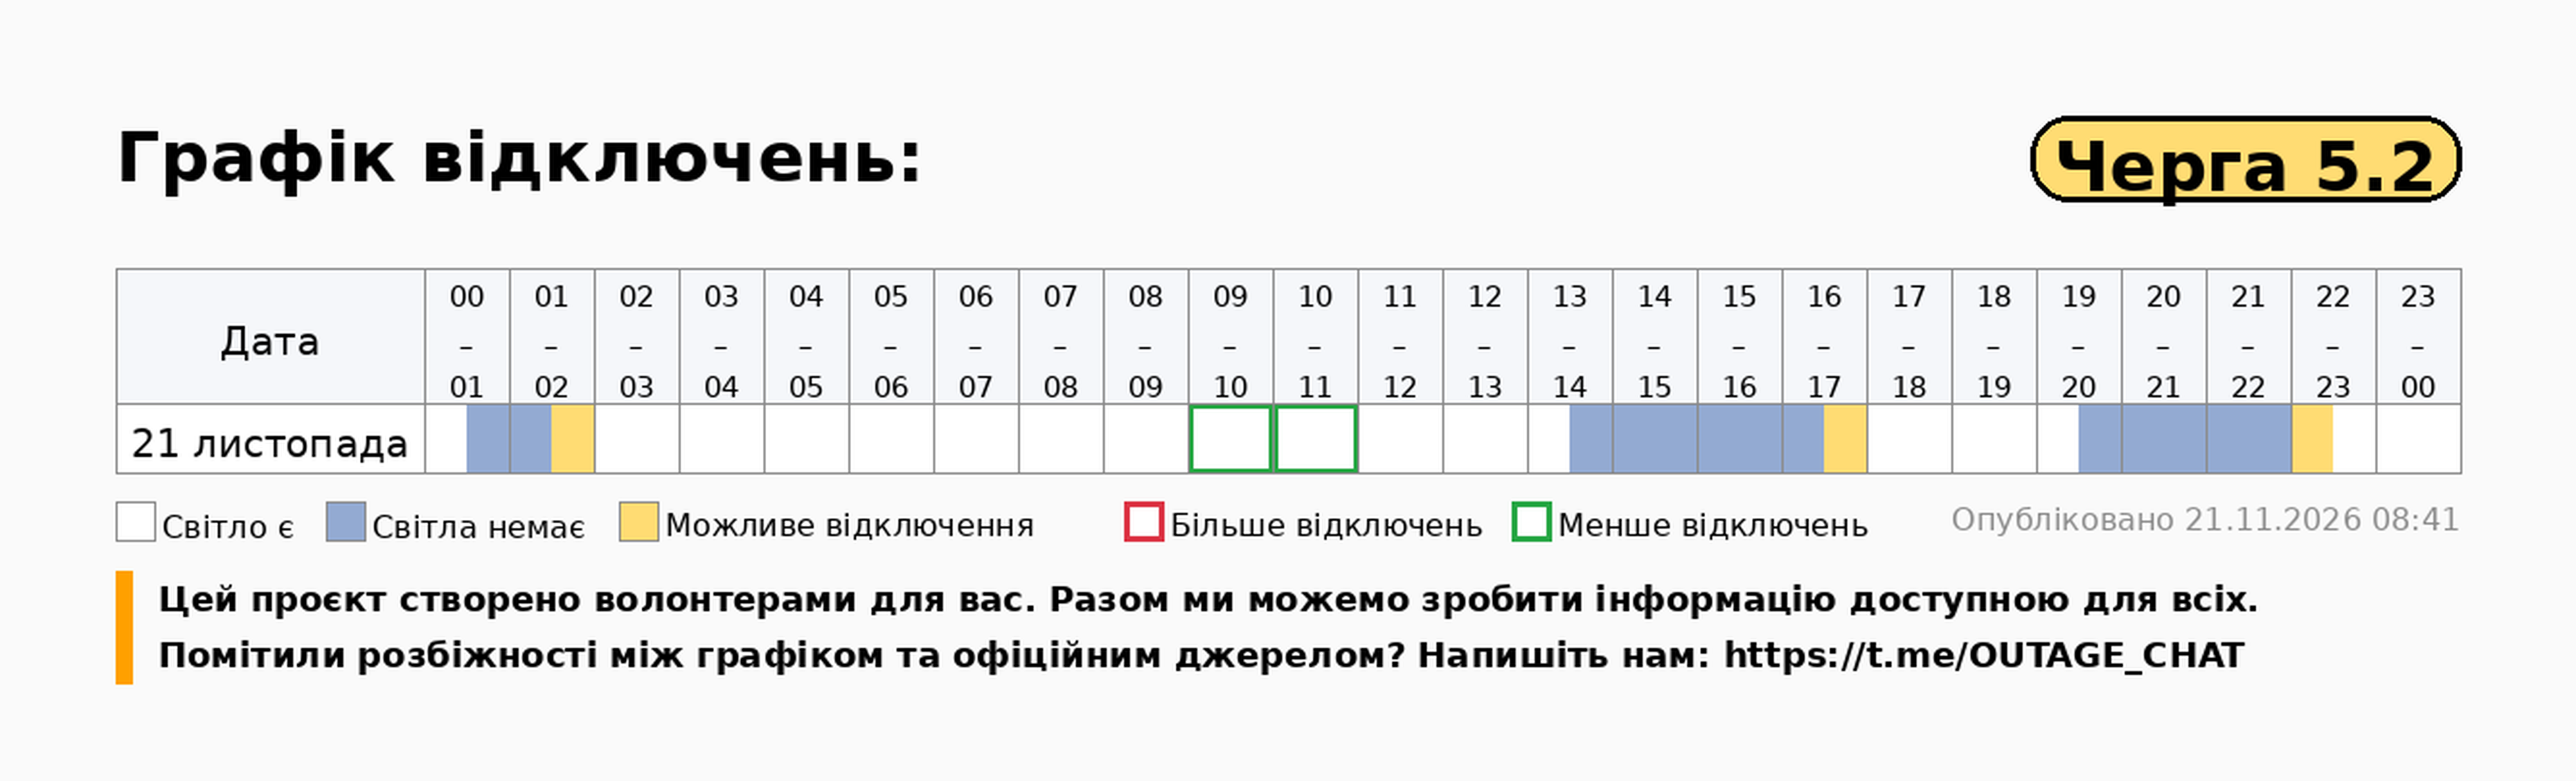 Графік відключень:
Черга 5.2
Дата
00 – 01
01 – 02
02 – 03
03 – 04
04 – 05
05 – 06
06 – 07
07 – 08
08 – 09
09 – 10
10 – 11
11 – 12
12 – 13
13 – 14
14 – 15
15 – 16
16 – 17
17 – 18
18 – 19
19 – 20
20 – 21
21 – 22
22 – 23
23 – 00
21 листопада
Світло є
Світла немає
Можливе відключення
Більше відключень
Менше відключень
Опубліковано 21.11.2026 08:41
Цей проєкт створено волонтерами для вас. Разом ми можемо зробити інформацію доступною для всіх.
Помітили розбіжності між графіком та офіційним джерелом? Напишіть нам: https://t.me/OUTAGE_CHAT